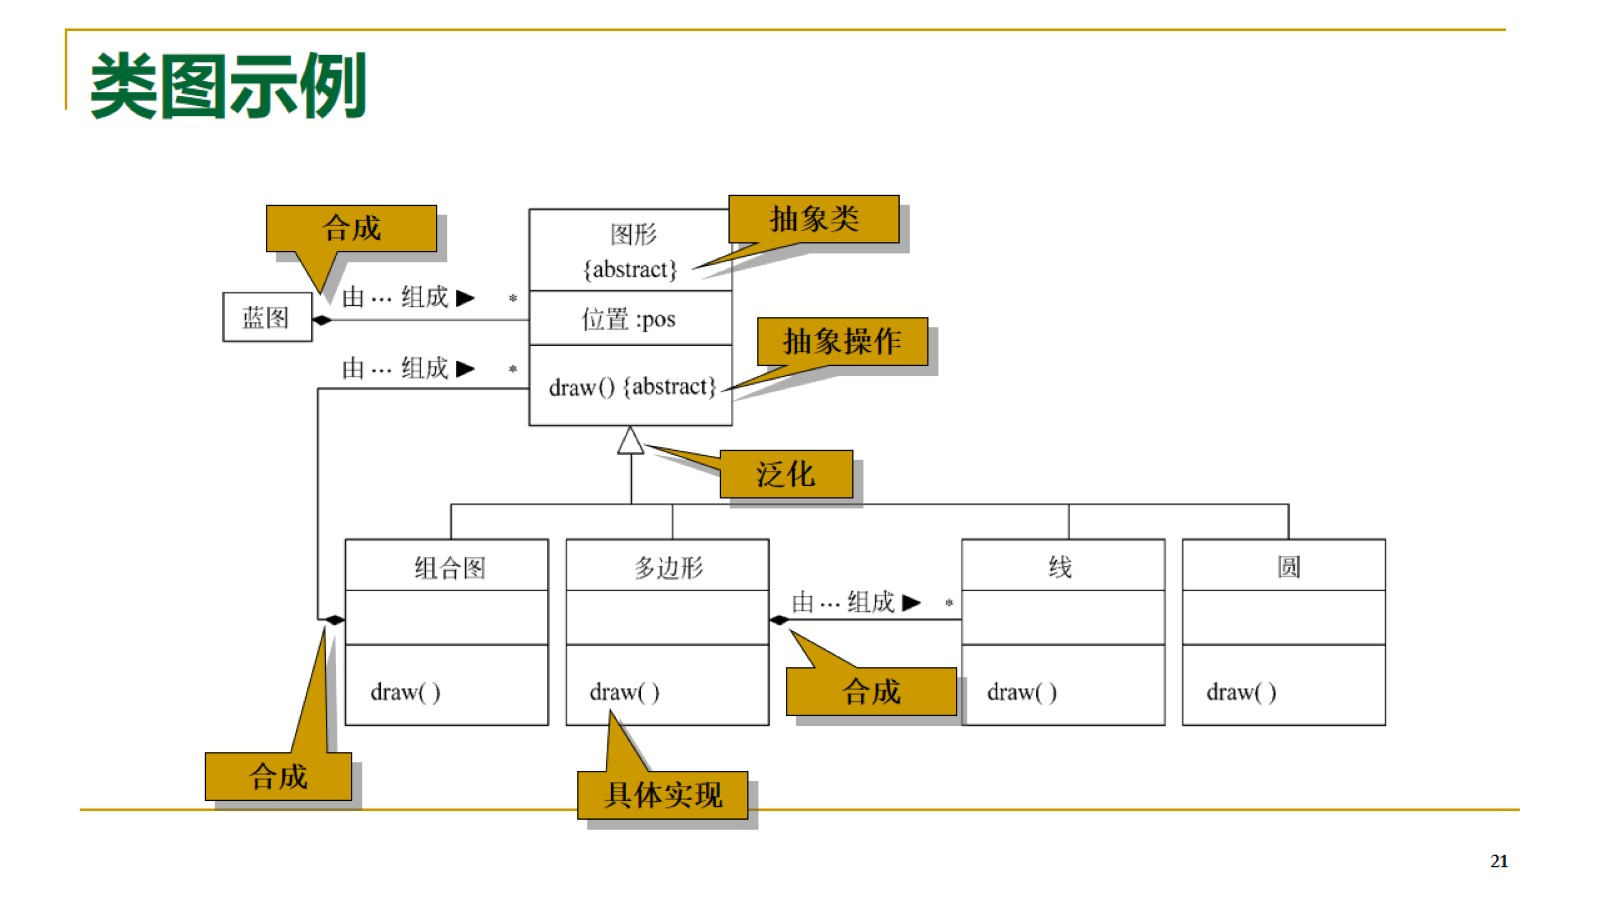 类图示例
合成
抽象类
图形
{abstract}
由 … 组成 ▶ *
蓝图
位置 :pos
抽象操作
由 … 组成 ▶ *
draw() {abstract}
泛化
组合图
多边形
线
圆
由 … 组成 ▶ *
draw( )
draw( )
合成
draw( )
draw( )
合成
具体实现
21